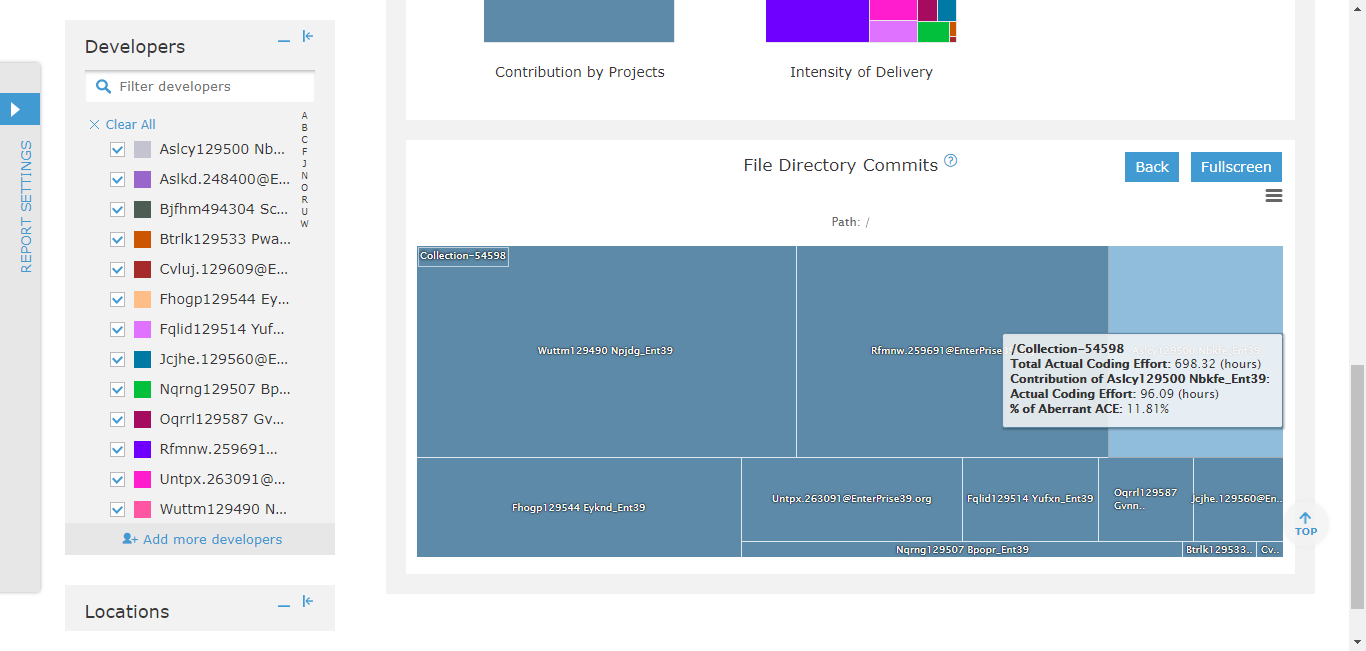 REPORT SETTINGS
Developers
Filter developers
Clear All
A
B
C
F
J
N
O
R
U
W
Aslcy129500 Nb...
Aslkd.248400@E...
Bjfhm494304 Sc...
Btrlk129533 Pwa...
Cvluj.129609@E...
Fhogp129544 Ey...
Fqlid129514 Yuf...
Jcjhe.129560@E...
Nqrng129507 Bp...
Oqrrl129587 Gv...
Rfmnw.259691...
Untpx.263091@...
Wuttm129490 N...
Add more developers
Locations
Contribution by Projects
Intensity of Delivery
File Directory Commits ?
Back
Fullscreen
Path: /
Collection-54598
Wuttm129490 Npjdg_Ent39
Rfmnw.259691@EnterPrise
/Collection-54598
Total Actual Coding Effort: 698.32 (hours)
Contribution of Aslcy129500 Nbkfe_Ent39:
Actual Coding Effort: 96.09 (hours)
% of Aberrant ACE: 11.81%
Fhogp129544 Eyknd_Ent39
Untpx.263091@EnterPrise39.org
Fqlid129514 Yufxn_Ent39
Oqrrl129587
Gvnn..
Jcjhe.129560@En..
Nqrng129507 Bpopr_Ent39
Btrlk129533..
Cv..
TOP